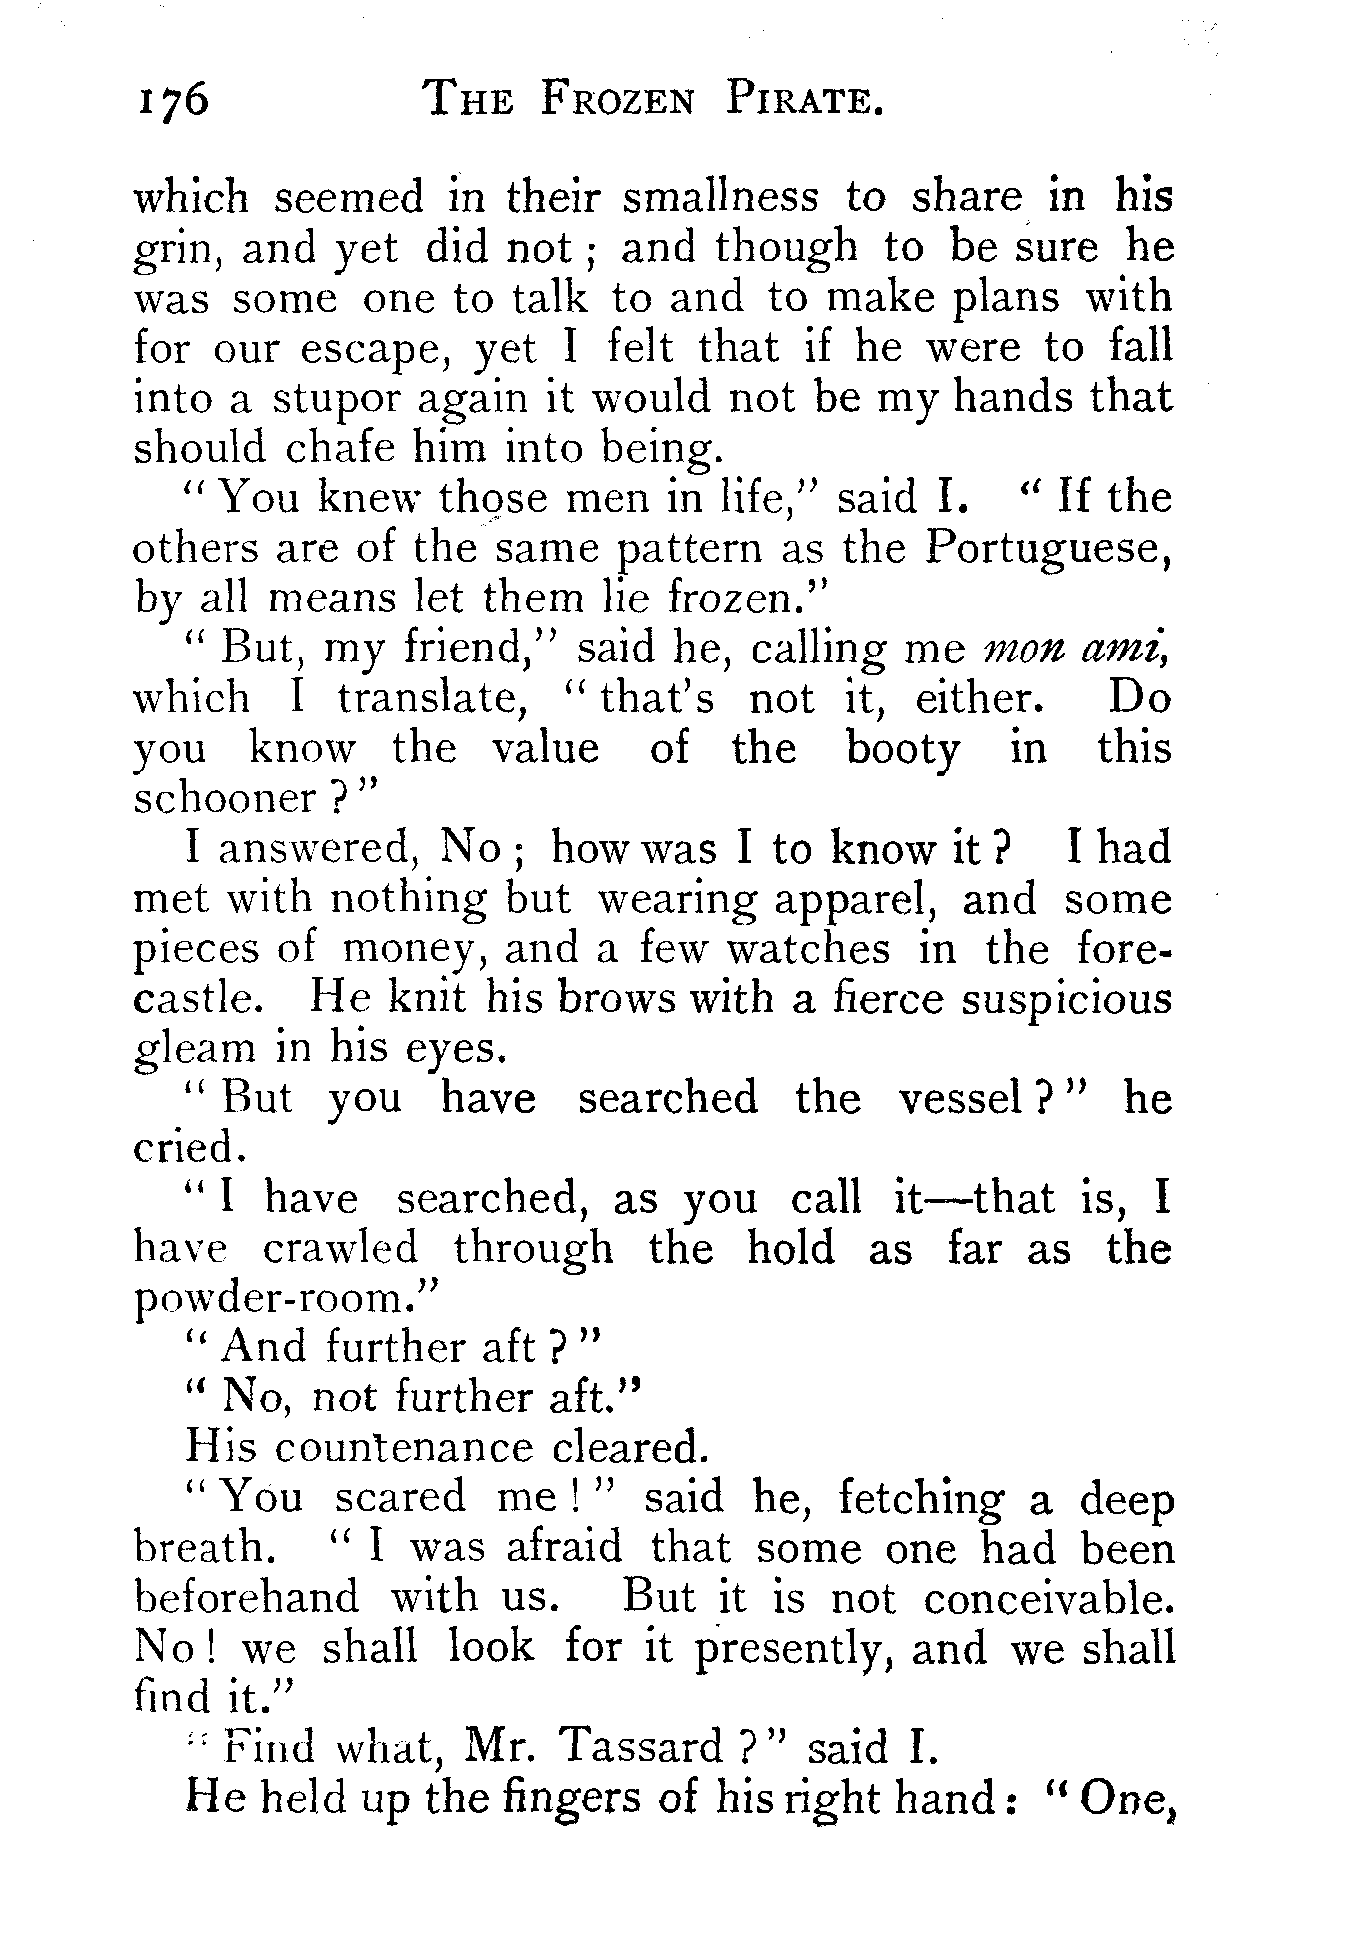 176 THE FROZEN PIRATE.
which seemed in their smallness to share in his
grin, and yet did not ; and though to be sure he
was some one to talk to and to make plans with
for our escape, yet I felt that if he were to fall
into a stupor again it would not be my hands that
should chafe him into being.
“ You knew those men in life,” said I. “ If the
others are of the same pattern as the Portuguese,
by all means let them lie frozen.”
“ But, my friend,” said he, calling me mon ami,
which I translate, “ that’s not it, either. Do
you know the value of the booty in this
schooner ? ”
I answered, No ; how was I to know it ? I had
met with nothing but wearing apparel, and some
pieces of money, and a few watches in the fore-
castle. He knit his brows with a fierce suspicious
gleam in his eyes.
“ But you have searched the vessel ? ” he
cried.
“ I have searched, as you call it—that is, I
have crawled through the hold as far as the
powder-room.”
“ And further aft ? ”
“ No, not further aft.”
His countenance cleared.
“ You scared me ! ” said he, fetching a deep
breath. “ I was afraid that some one had been
beforehand with us. But it is not conceivable.
No ! we shall look for it presently, and we shall
find it.”
“ Find what, Mr. Tassard ? ” said I.
He held up the fingers of his right hand : “ One,